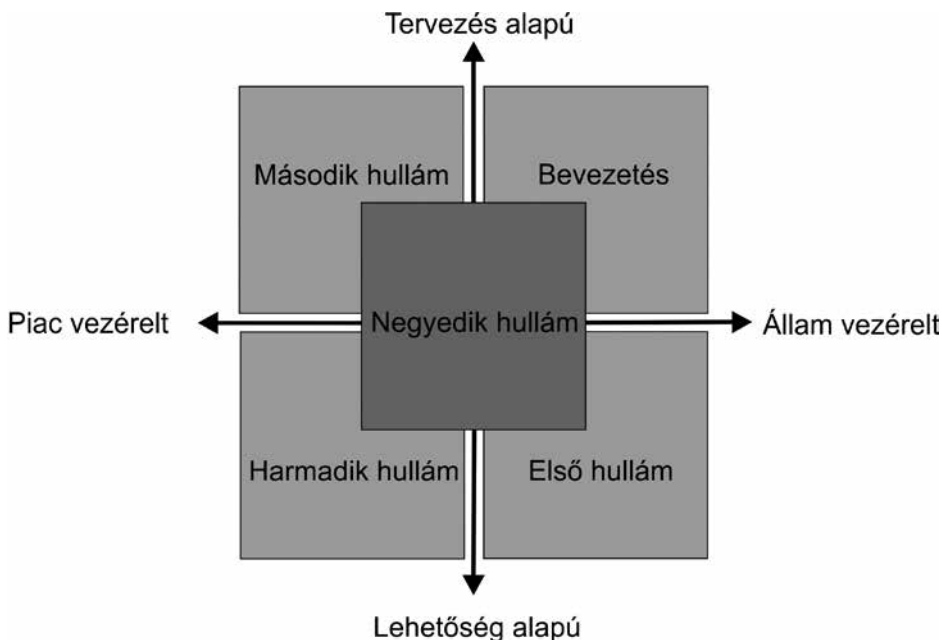 Tervezés alapú
Második hullám
Bevezetés
Piac vezérelt
Negyedik hullám
Állam vezérelt
Harmadik hullám
Első hullám
Lehetőség alapú